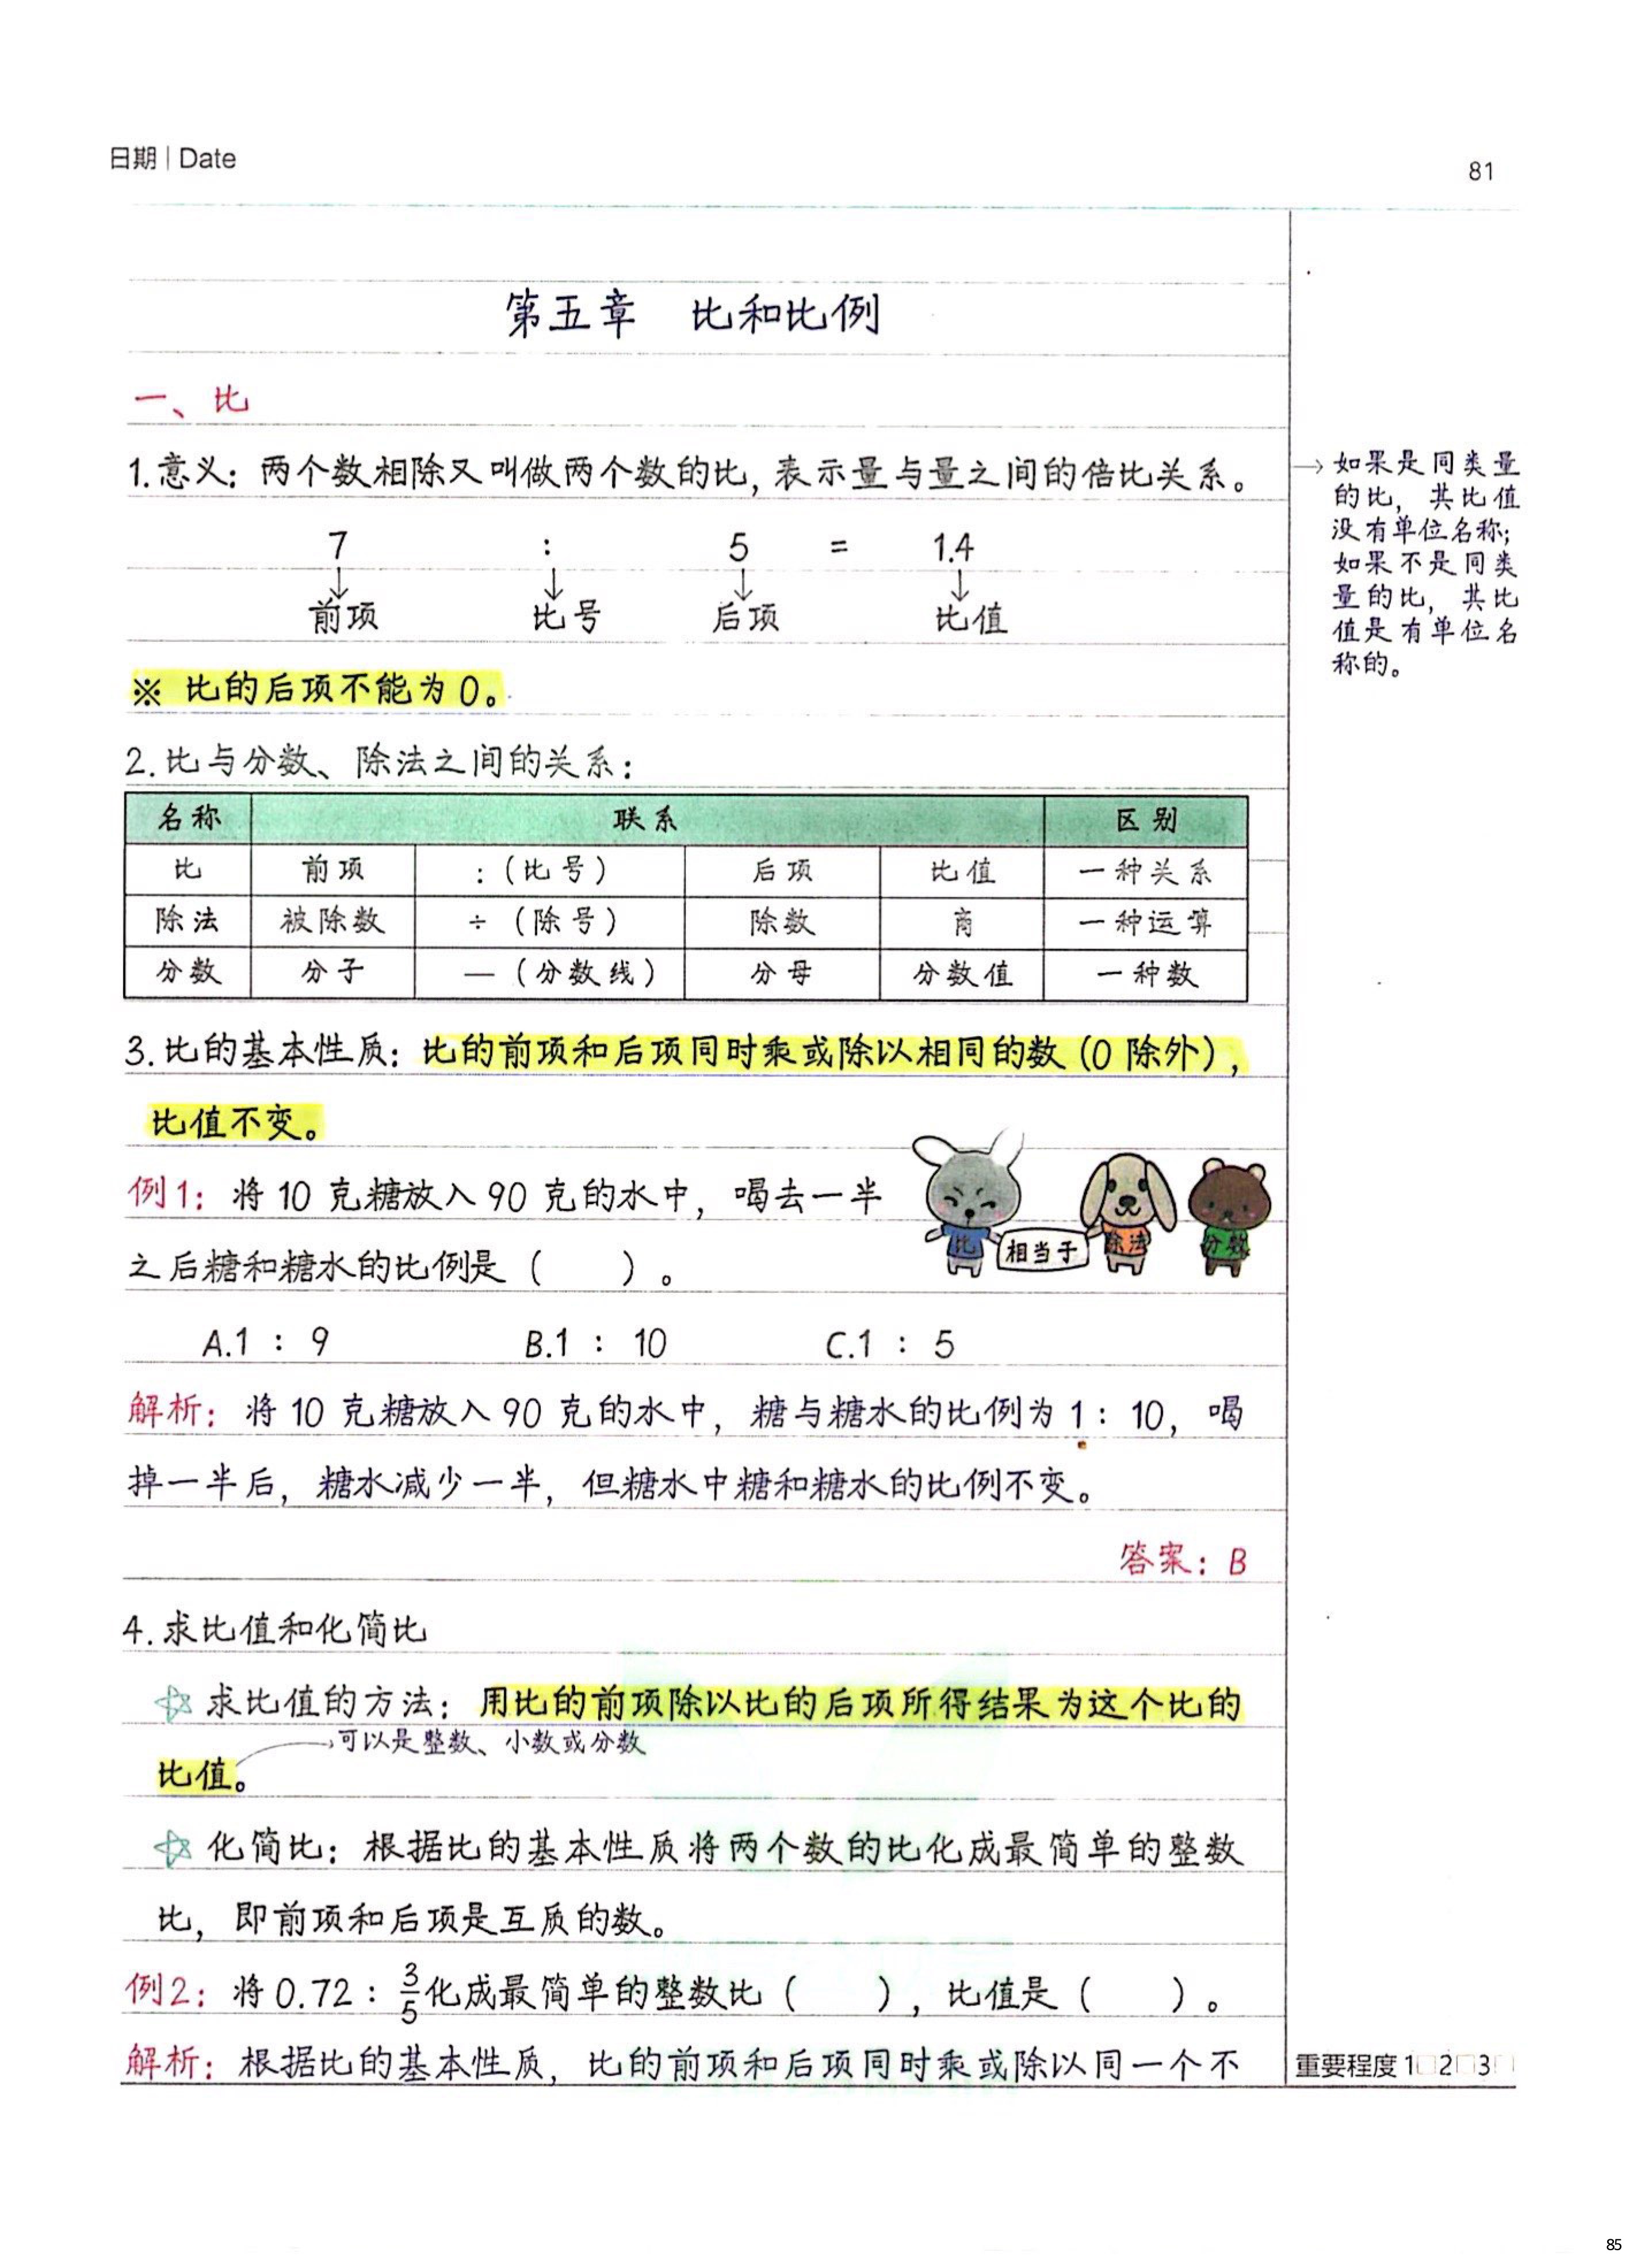 日期 | Date
81
第五章 比和比例
一、比
1.意义：两个数相除又叫做两个数的比，表示量与量之间的倍比关系。
→如果是同类量
的比，其比值
没有单位名称；
如果不是同类
量的比，其比
值是有单位名
称的。
7 : 5 = 1.4
↓ ↓ ↓ ↓
前项 比号 后项 比值
※ 比的后项不能为0。
2.比与分数、除法之间的关系：
名称 联系 区别
比 前项 :（比号） 后项 比值 一种关系
除法 被除数 ÷（除号） 除数 商 一种运算
分数 分子 —（分数线） 分母 分数值 一种数
3.比的基本性质：比的前项和后项同时乘或除以相同的数（0除外），
比值不变。
例1：将10克糖放入90克的水中，喝去一半
比 相当于 除法 分数
之后糖和糖水的比例是（ ）。
A.1 : 9 B.1 : 10 C.1 : 5
解析：将10克糖放入90克的水中，糖与糖水的比例为1：10，喝
掉一半后，糖水减少一半，但糖水中糖和糖水的比例不变。
答案：B
4.求比值和化简比
☆ 求比值的方法：用比的前项除以比的后项所得结果为这个比的
→可以是整数、小数或分数
比值。
☆ 化简比：根据比的基本性质将两个数的比化成最简单的整数
比，即前项和后项是互质的数。
例2：将0.72：3/5化成最简单的整数比（ ），比值是（ ）。
解析：根据比的基本性质，比的前项和后项同时乘或除以同一个不
重要程度 1□2□3□
85